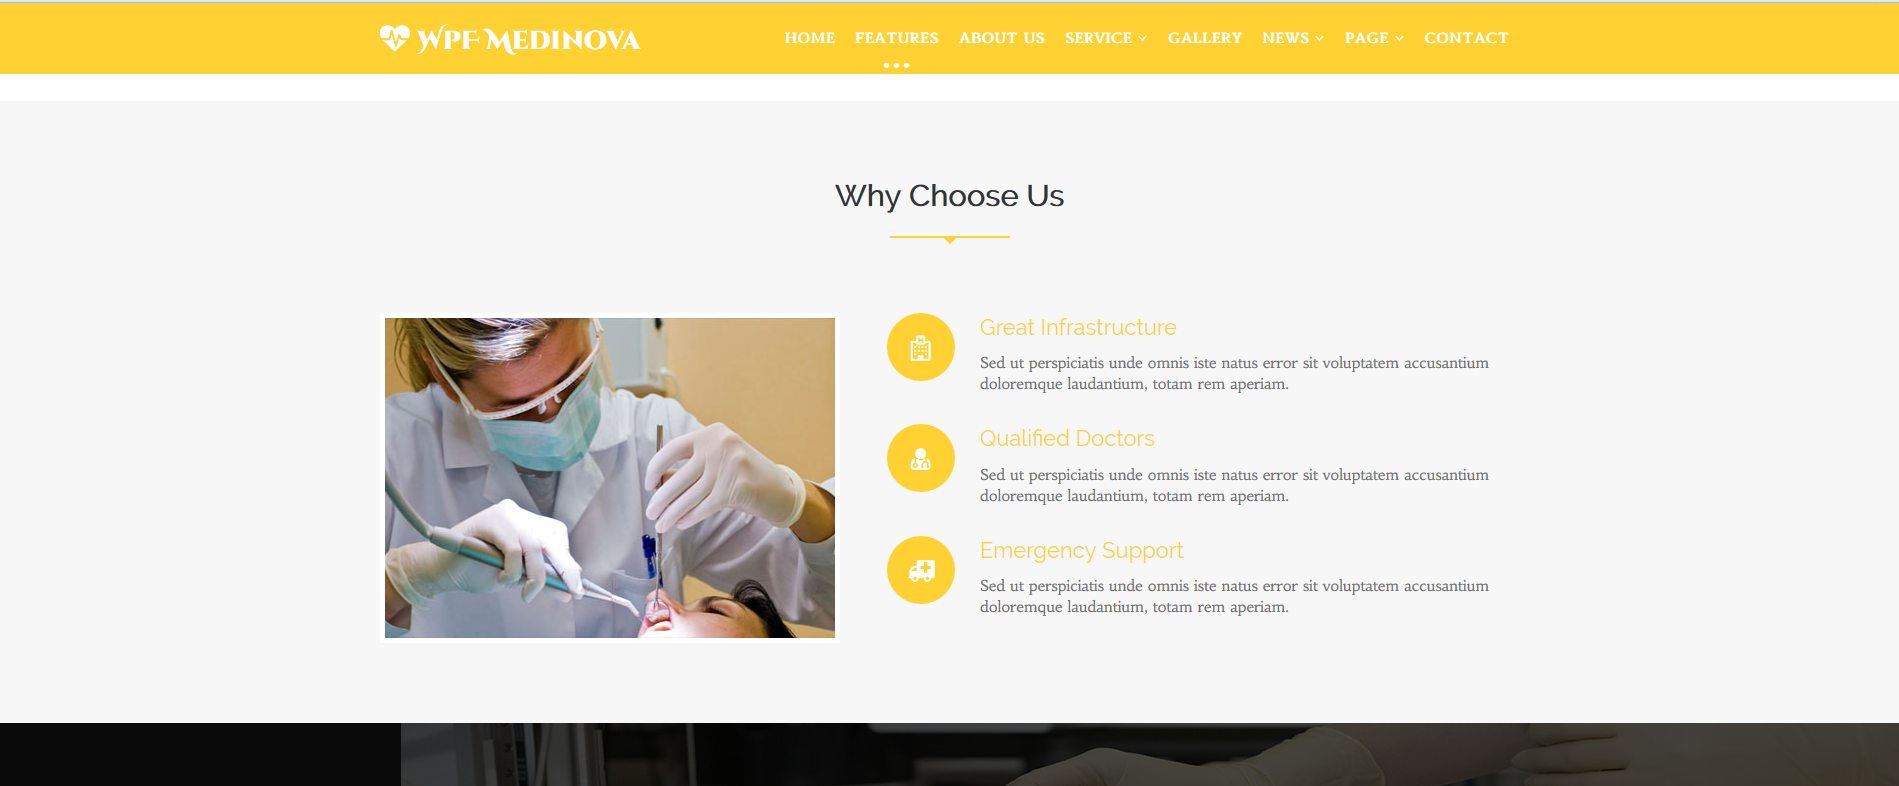 WPF MEDINOVA
HOME FEATURES ABOUT US SERVICE GALLERY NEWS PAGE CONTACT
Why Choose Us
Great Infrastructure
Sed ut perspiciatis unde omnis iste natus error sit voluptatem accusantium
doloremque laudantium, totam rem aperiam.
Qualified Doctors
Sed ut perspiciatis unde omnis iste natus error sit voluptatem accusantium
doloremque laudantium, totam rem aperiam.
Emergency Support
Sed ut perspiciatis unde omnis iste natus error sit voluptatem accusantium
doloremque laudantium, totam rem aperiam.